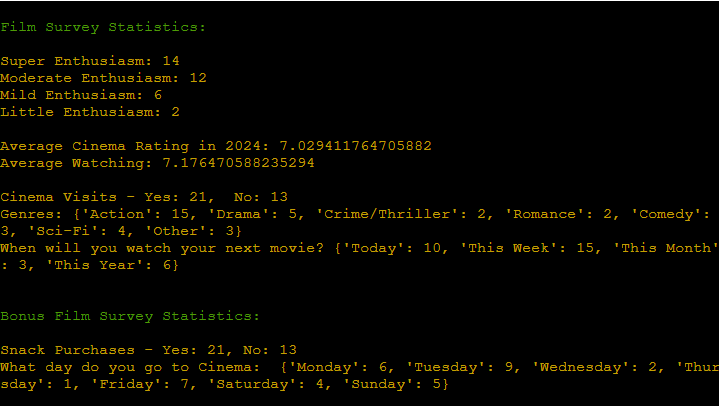 Film Survey Statistics:
Super Enthusiasm: 14
Moderate Enthusiasm: 12
Mild Enthusiasm: 6
Little Enthusiasm: 2
Average Cinema Rating in 2024: 7.029411764705882
Average Watching: 7.176470588235294
Cinema Visits - Yes: 21,  No: 13
Genres: {'Action': 15, 'Drama': 5, 'Crime/Thriller': 2, 'Romance': 2, 'Comedy':
3, 'Sci-Fi': 4, 'Other': 3}
When will you watch your next movie? {'Today': 10, 'This Week': 15, 'This Month'
: 3, 'This Year': 6}
Bonus Film Survey Statistics:
Snack Purchases - Yes: 21, No: 13
What day do you go to Cinema:  {'Monday': 6, 'Tuesday': 9, 'Wednesday': 2, 'Thur
sday': 1, 'Friday': 7, 'Saturday': 4, 'Sunday': 5}